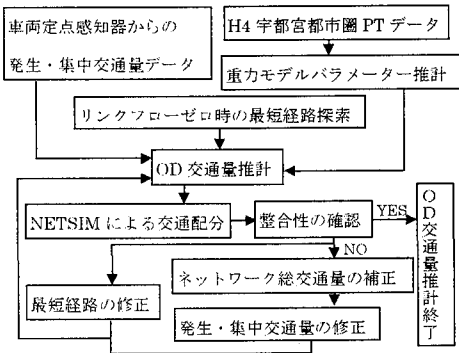 車両定点感知器からの
発生・集中交通量データ
H4 宇都宮都市圏 PT データ
重力モデルパラメーター推計
リンクフローゼロ時の最短経路探索
OD 交通量推計
NETSIM による交通配分
整合性の確認
YES
NO
OD交通量推計終了
ネットワーク総交通量の補正
最短経路の修正
発生・集中交通量の修正